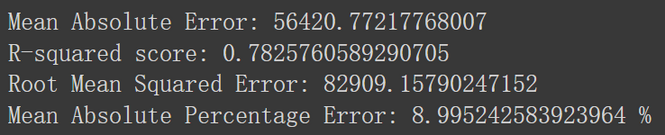 Mean Absolute Error: 56420.77217768007
R-squared score: 0.7825760589290705
Root Mean Squared Error: 82909.15790247152
Mean Absolute Percentage Error: 8.995242583923964 %